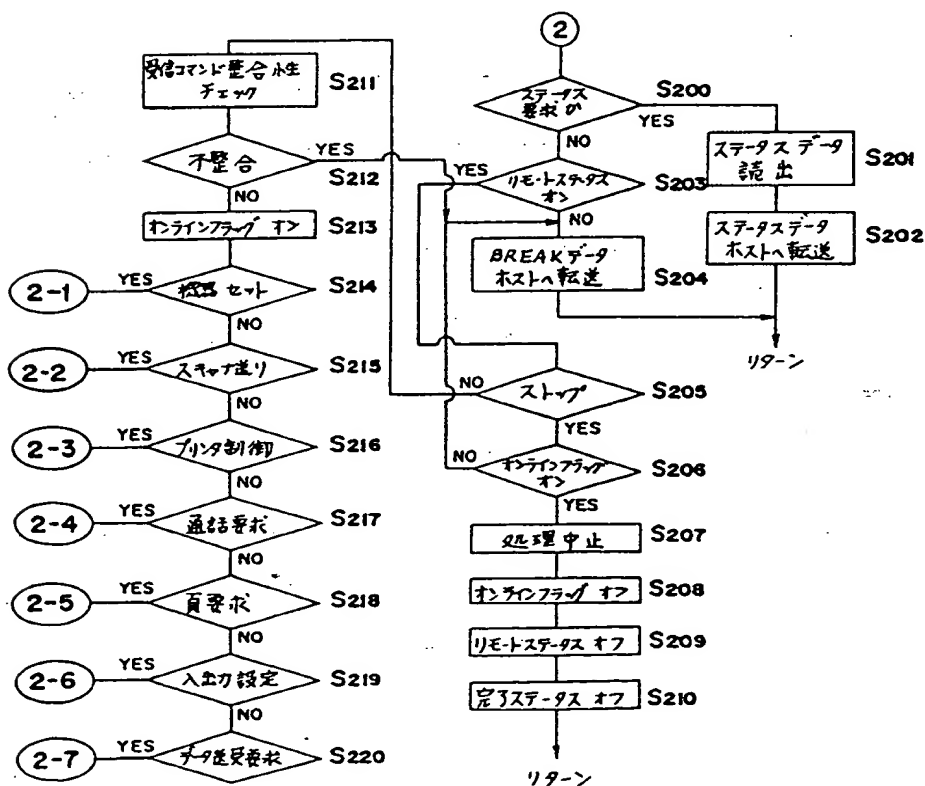 2
ステータス
要求か
S200
YES
NO
ステータスデータ
読出
S201
ステータスデータ
ホストへ転送
S202
リモートステータス
オン
S203
YES
NO
BREAKデータ
ホストへ転送
S204
リターン
ストップ
S205
NO
YES
オンラインフラッグ
オン
S206
NO
YES
処理中止
S207
オンラインフラッグ オフ
S208
リモートステータス オフ
S209
完了ステータス オフ
S210
リターン
受信コマンド整合性
チェック
S211
不整合
YES
S212
NO
オンラインフラッグ オン
S213
2-1
YES
セット
S214
NO
2-2
YES
スキャナ送り
S215
NO
2-3
YES
プリンタ制御
S216
NO
2-4
YES
通話要求
S217
NO
2-5
YES
頁要求
S218
NO
2-6
YES
入出力設定
S219
NO
2-7
YES
データ送受要求
S220